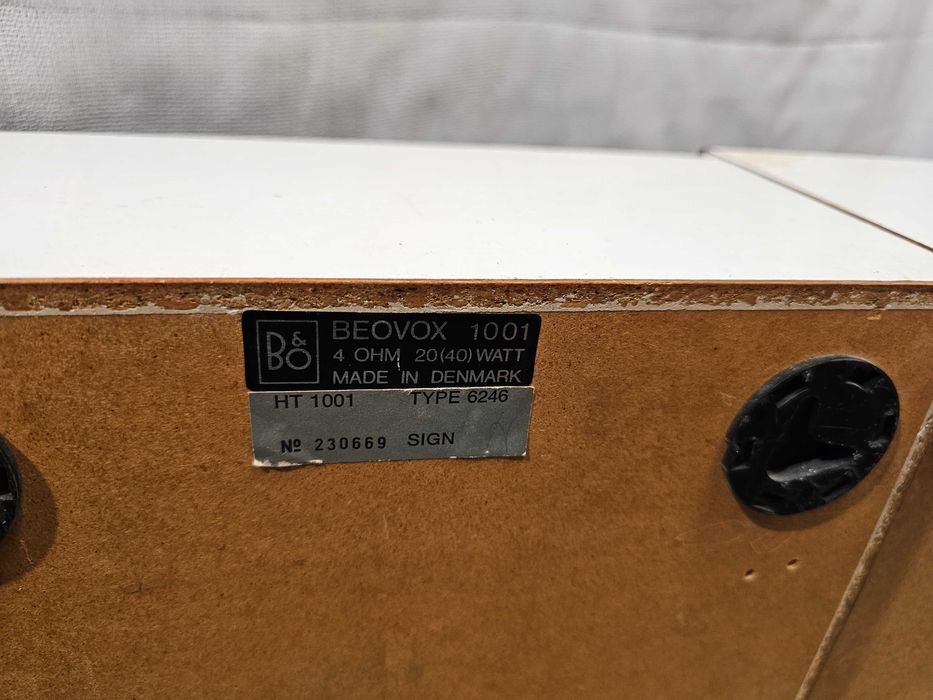 B&O
BEOVOX 1001
4 OHM 20(40) WATT
MADE IN DENMARK
HT 1001 TYPE 6246
№ 230669 SIGN